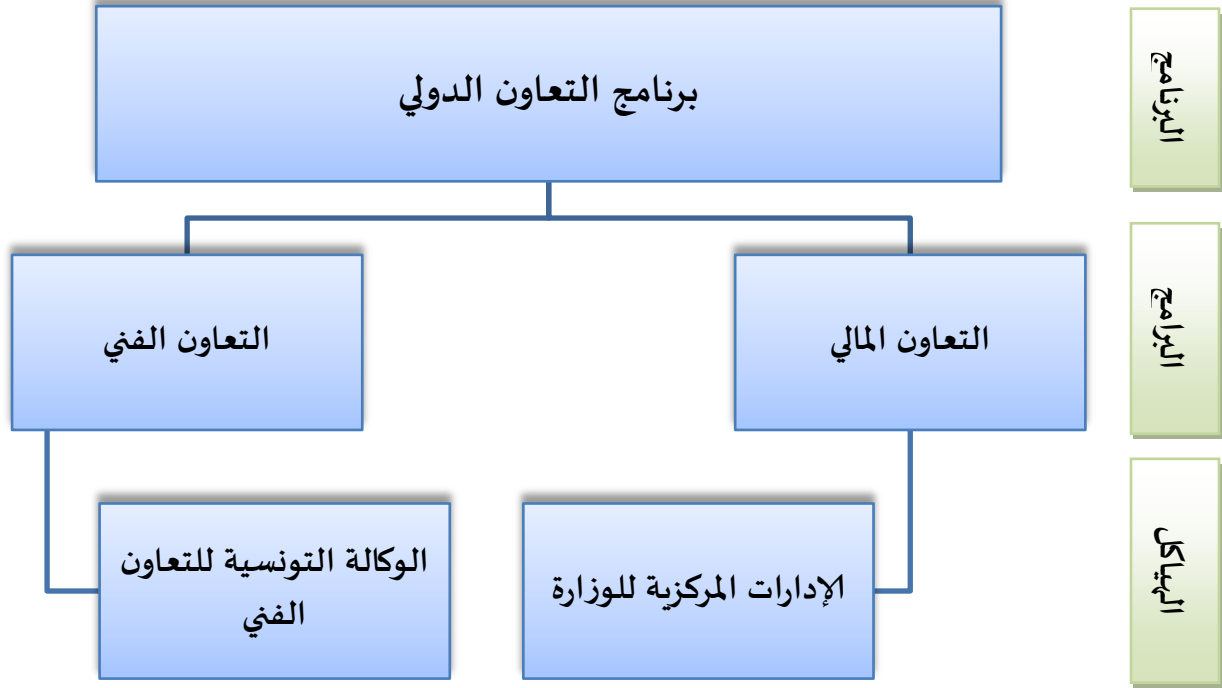 البرنامج
برنامج التعاون الدولي
البرامج
التعاون المالي
التعاون الفني
الهياكل
الإدارات المركزية للوزارة
الوكالة التونسية للتعاون
الفني